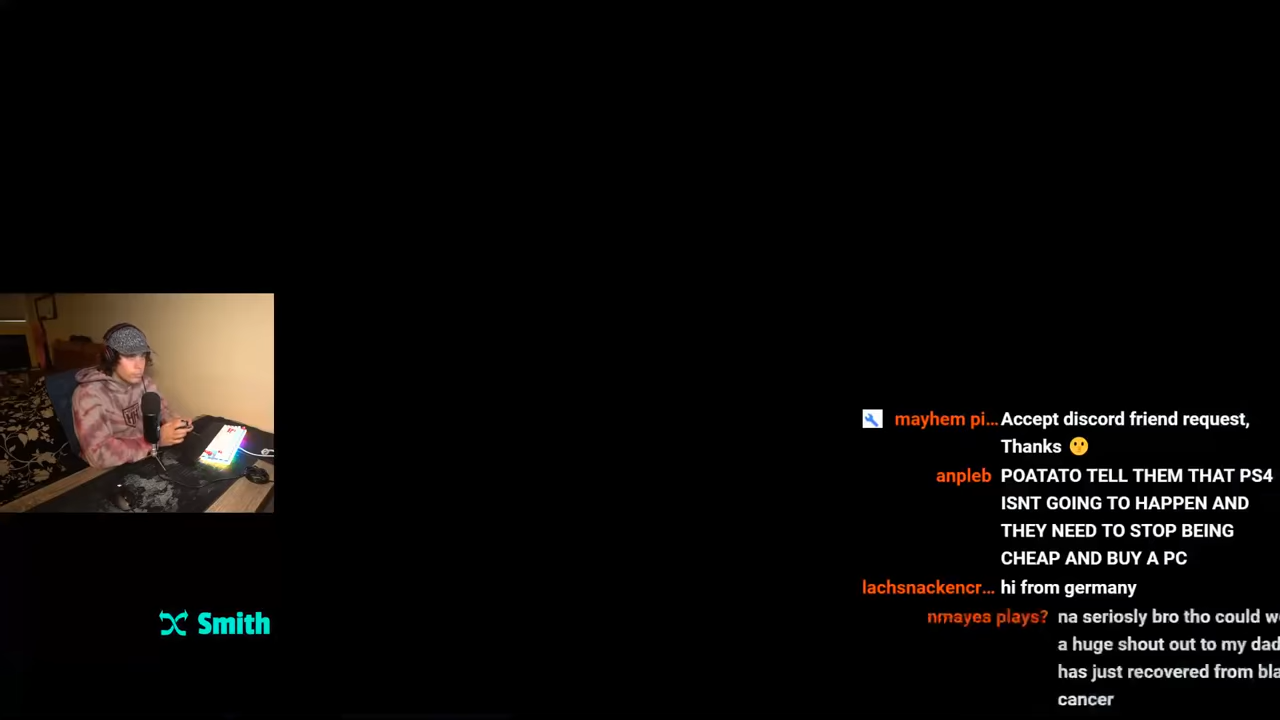 mayhem pi... Accept discord friend request,
Thanks
anpleb POATATO TELL THEM THAT PS4
ISNT GOING TO HAPPEN AND
THEY NEED TO STOP BEING
CHEAP AND BUY A PC
lachsnackencr... hi from germany
nmayes plays? na seriosly bro tho could w
a huge shout out to my dad
has just recovered from bla
cancer
Smith